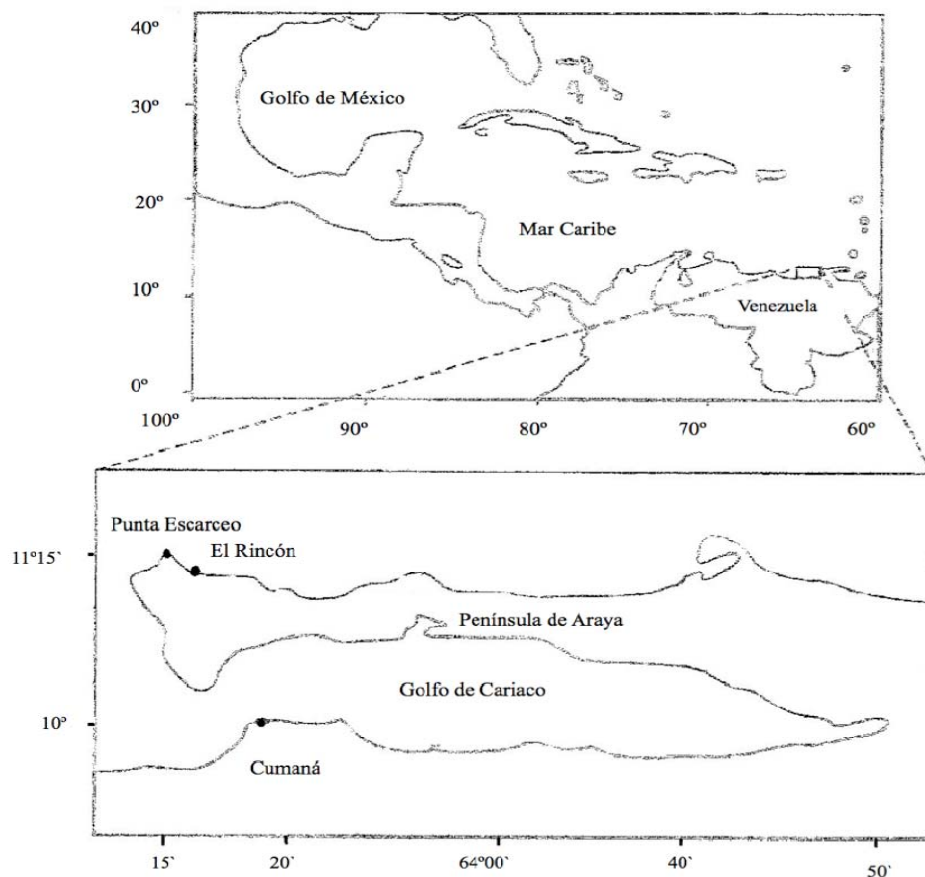 40º
Golfo de México
30º
20º
Mar Caribe
10º
Venezuela
0º
100º
90º
80º
70º
60º
Punta Escarceo
11º15`
El Rincón
Península de Araya
Golfo de Cariaco
10º
Cumaná
15`
20`
64º00`
40`
50`